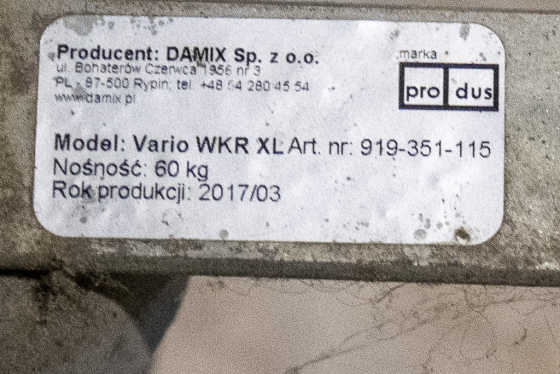 Producent: DAMIX Sp. z o.o.
ul. Bohaterów Czerwca 1956 nr 3
PL - 87-500 Rypin, tel. +48 54 280 45 54
www.damix.pl
marka
pro dus
Model: Vario WKR XL Art. nr: 919-351-115
Nośność: 60 kg
Rok produkcji: 2017/03